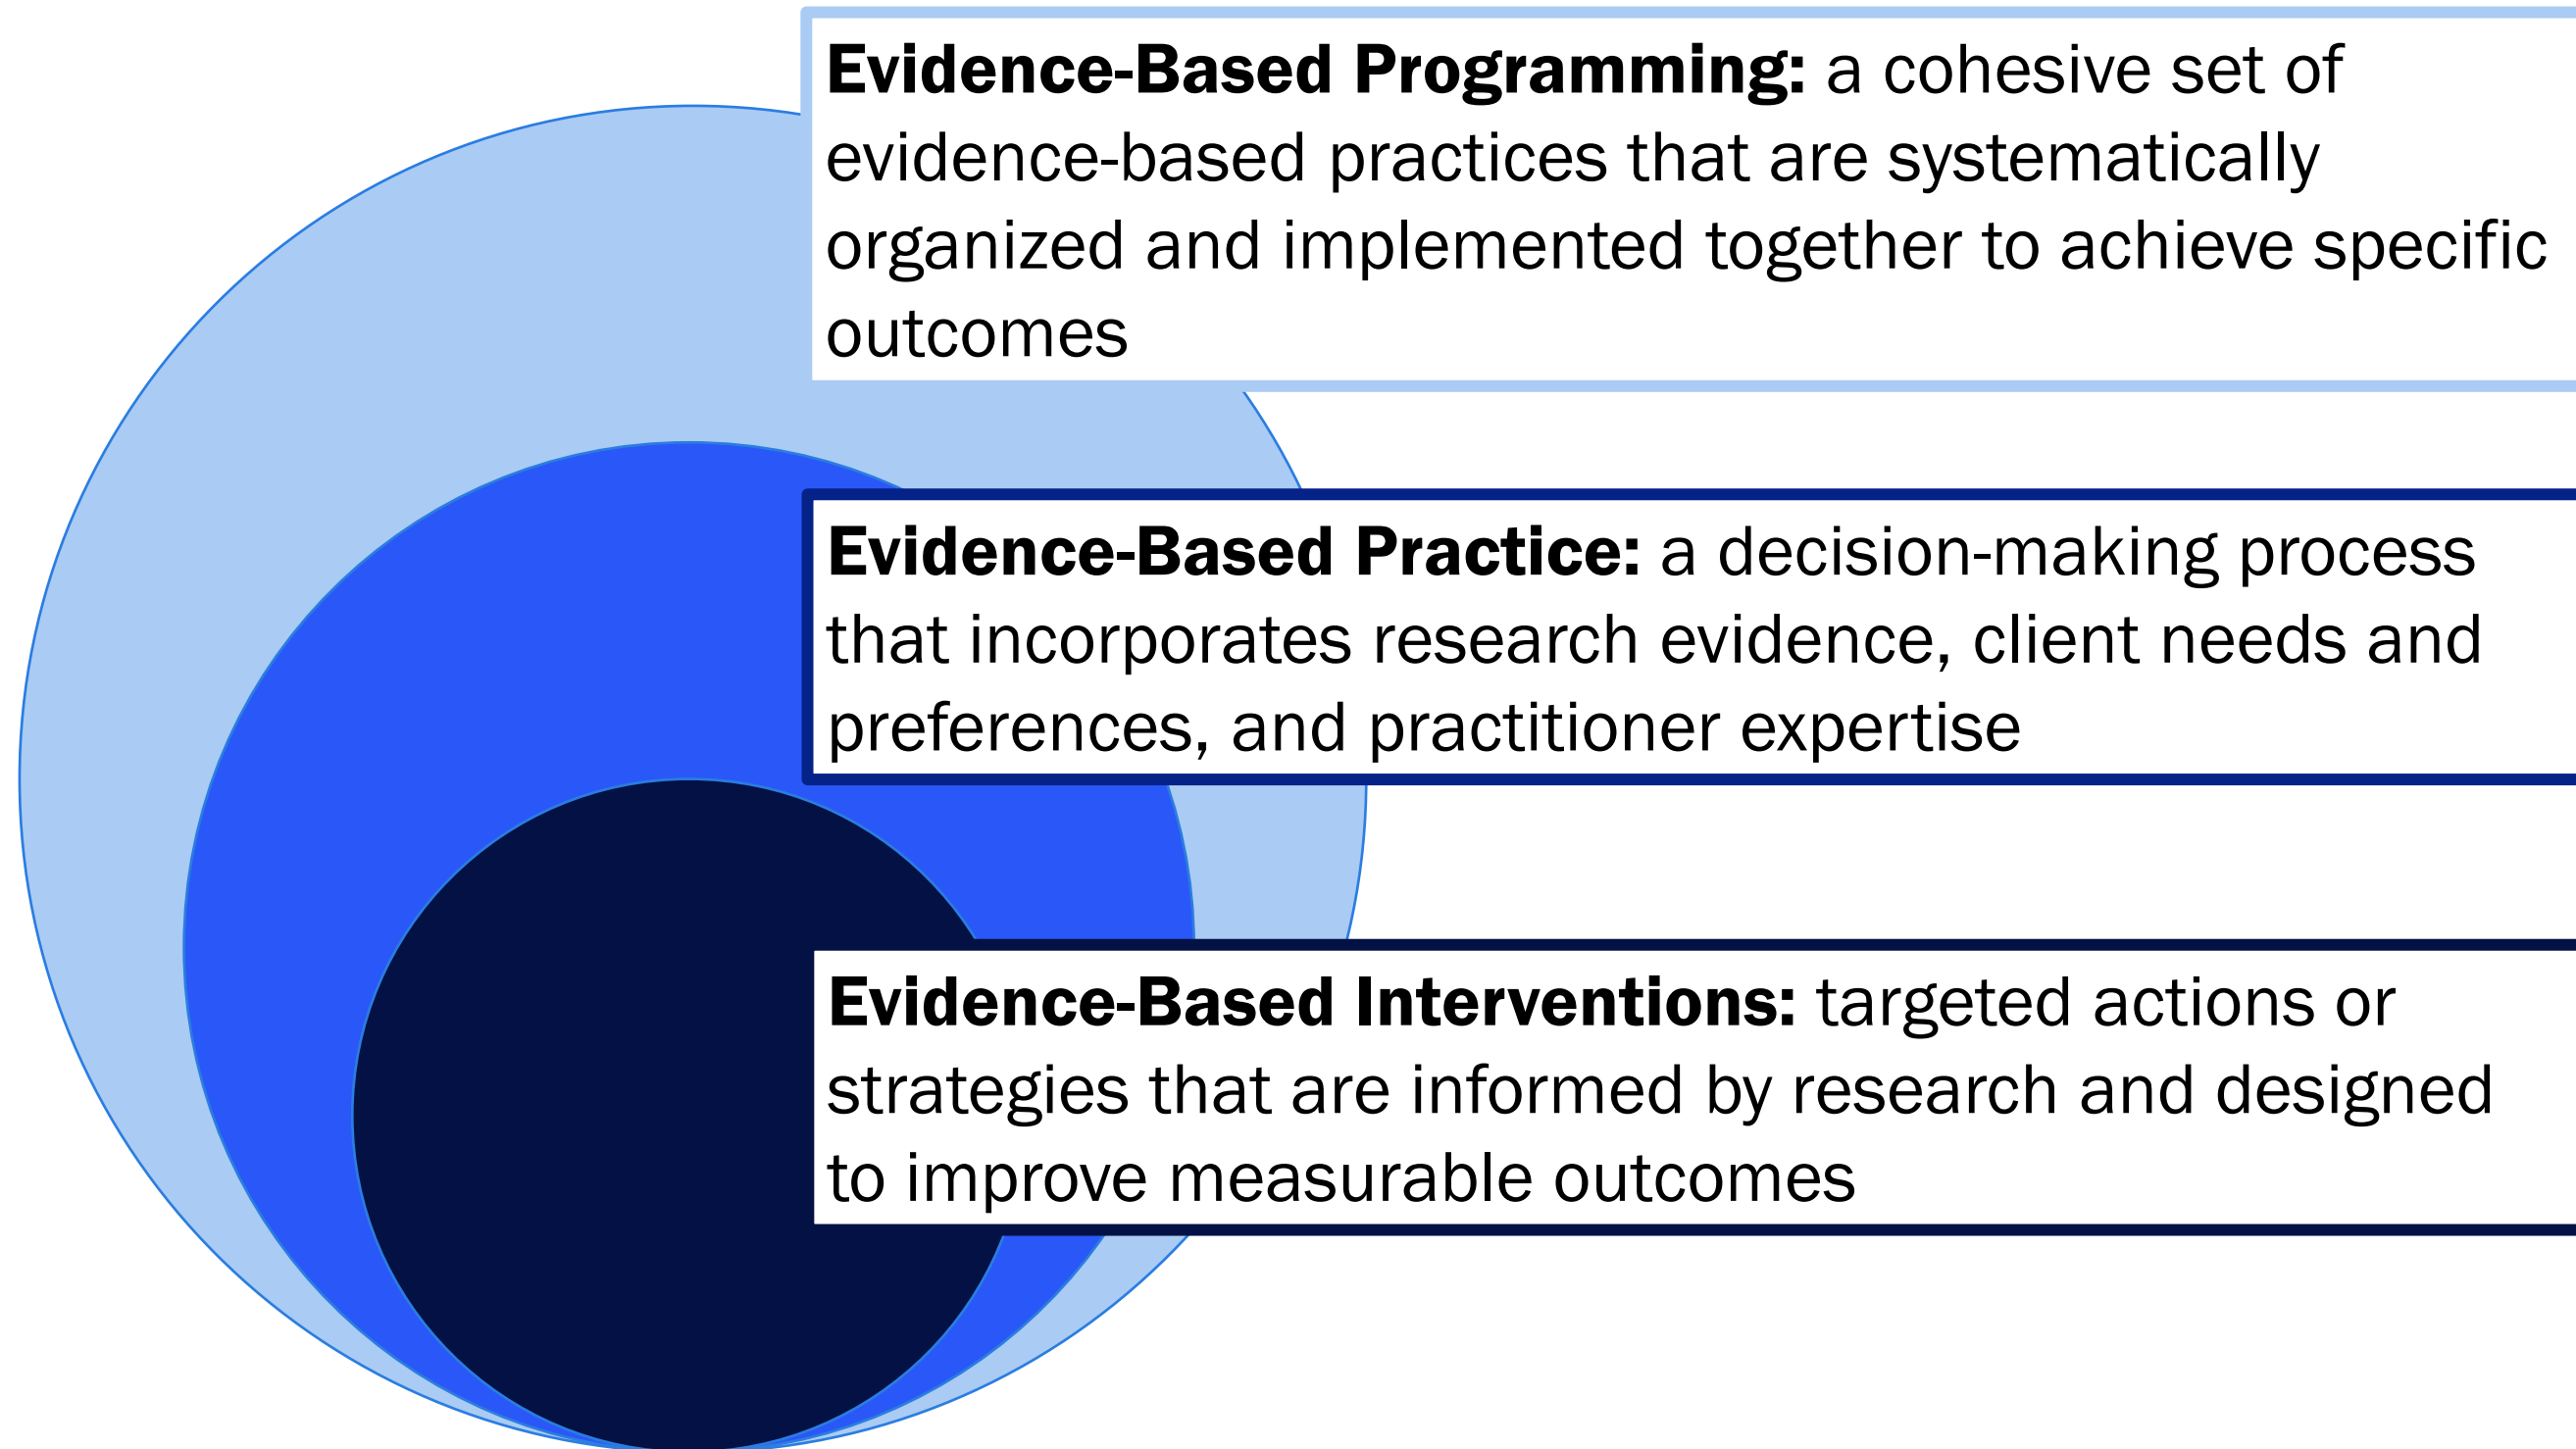 Evidence-Based Programming: a cohesive set of
evidence-based practices that are systematically
organized and implemented together to achieve specific
outcomes
Evidence-Based Practice: a decision-making process
that incorporates research evidence, client needs and
preferences, and practitioner expertise
Evidence-Based Interventions: targeted actions or
strategies that are informed by research and designed
to improve measurable outcomes